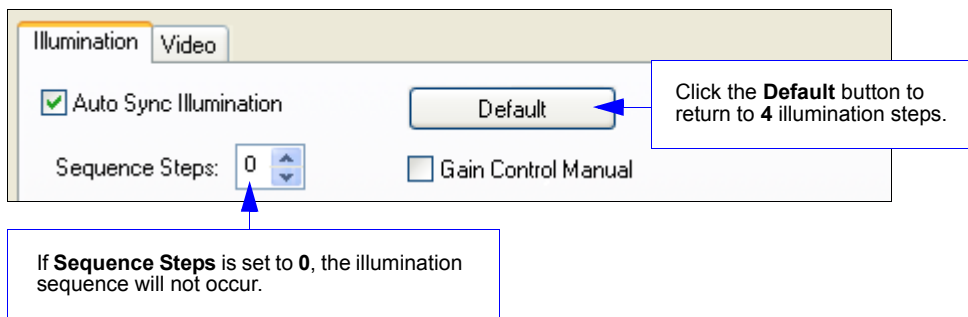 Illumination Video
Auto Sync Illumination Default
Click the Default button to
return to 4 illumination steps.
Sequence Steps: 0 Gain Control Manual
If Sequence Steps is set to 0, the illumination
sequence will not occur.